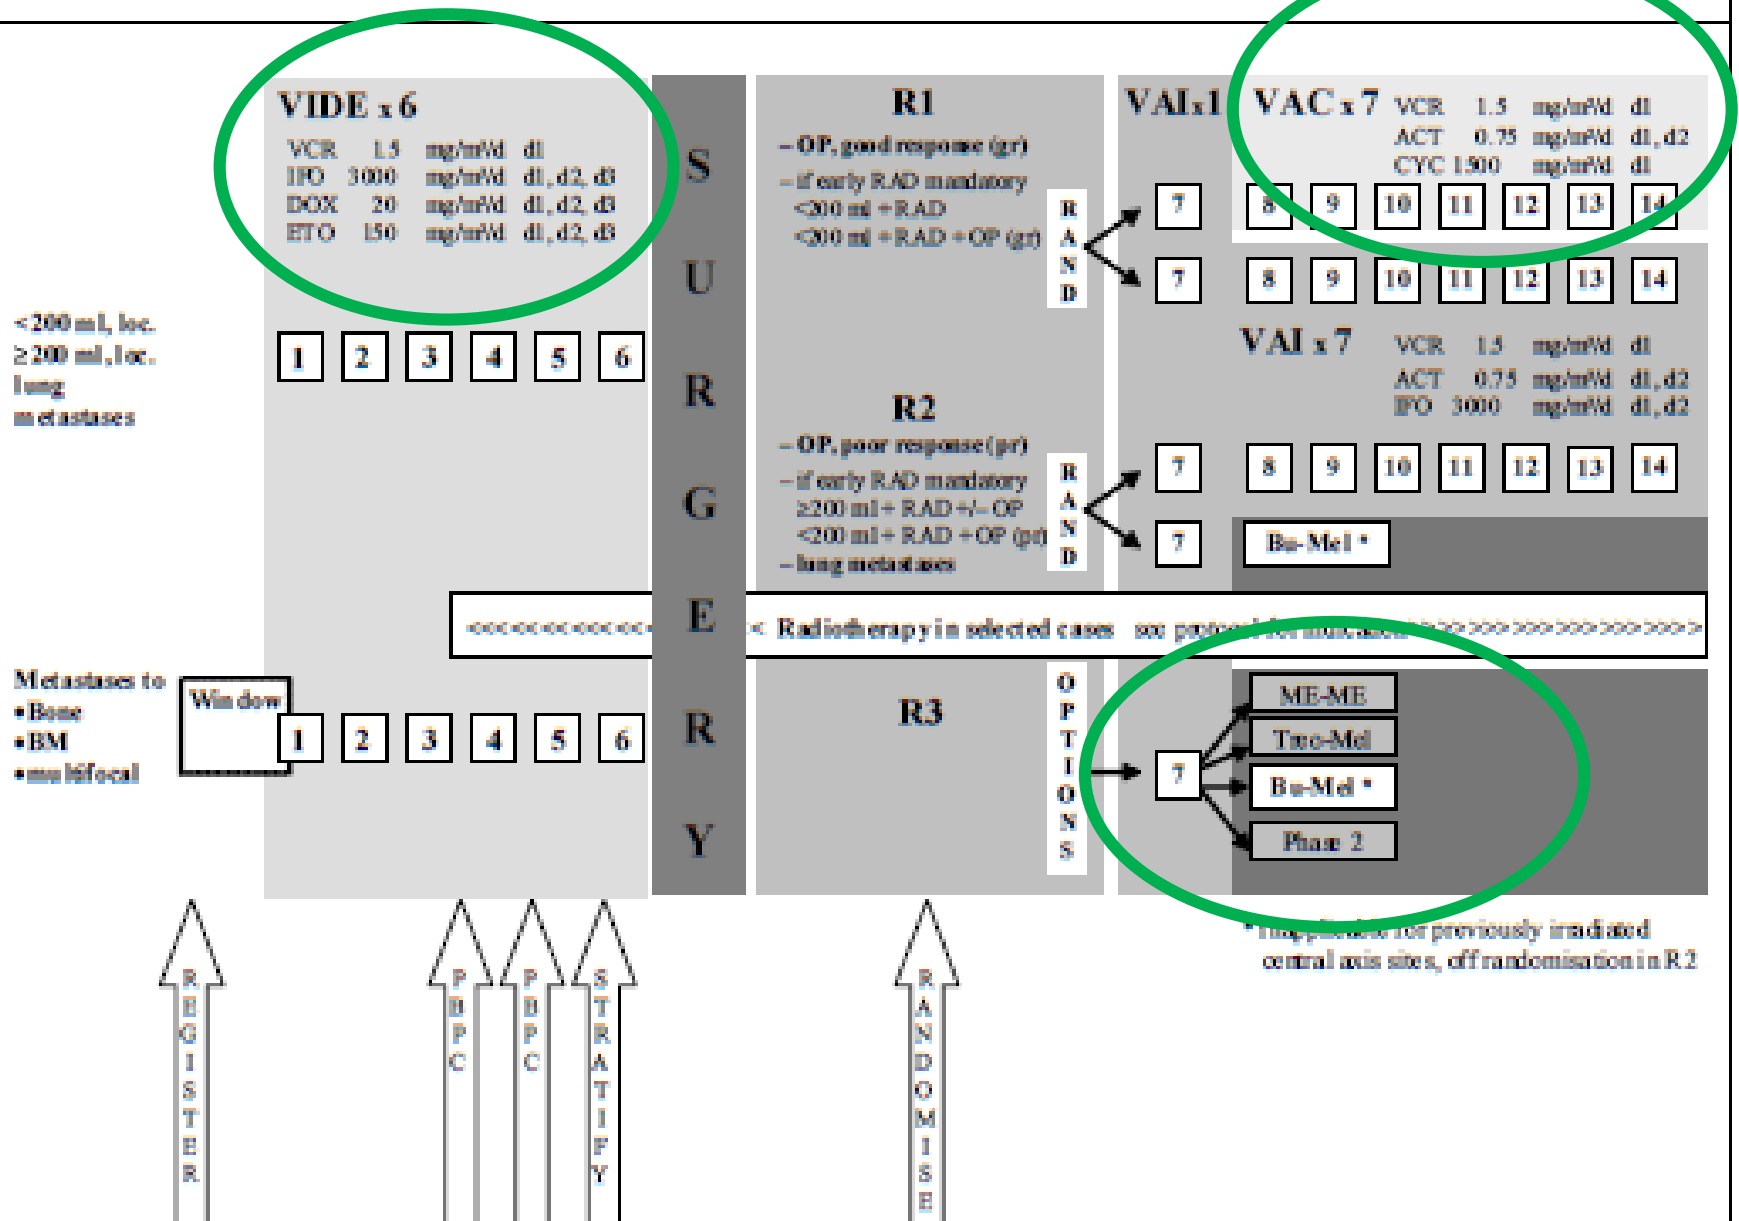 VIDE x 6
VCR 1.5 mg/m²/d d1
IFO 3000 mg/m²/d d1, d2, d3
DOX 20 mg/m²/d d1, d2, d3
ETO 150 mg/m²/d d1, d2, d3
<200 ml, loc.
≥200 ml, loc.
lung
metastases
1 2 3 4 5 6
SURGERY
R1
– OP, good response (gr)
– if early RAD mandatory
<200 ml + RAD
<200 ml + RAD + OP (gr)
RAND
R2
– OP, poor response (pr)
– if early RAD mandatory
≥200 ml + RAD +/– OP
<200 ml + RAD + OP (pr)
– lung metastases
RAND
VAI x 1
VAC x 7
VCR 1.5 mg/m²/d d1
ACT 0.75 mg/m²/d d1, d2
CYC 1500 mg/m²/d d1
7 8 9 10 11 12 13 14
7 8 9 10 11 12 13 14
VAI x 7
VCR 1.5 mg/m²/d d1
ACT 0.75 mg/m²/d d1, d2
IFO 3000 mg/m²/d d1, d2
7 8 9 10 11 12 13 14
7 Bu-Mel *
<<<<<<<<<<<<<<<< < Radiotherapy in selected cases see protocol for indication >>>>>>>>>>>>>>>>>>>>
Metastases to
•Bone
•BM
•multifocal
Window
1 2 3 4 5 6
R3
OPTIONS
7
ME-ME
Treo-Mel
Bu-Mel *
Phase 2
* inapplicable for previously irradiated
central axis sites, off randomisation in R2
REGISTER
PBPC
PBPC
STRATIFY
RANDOMISE